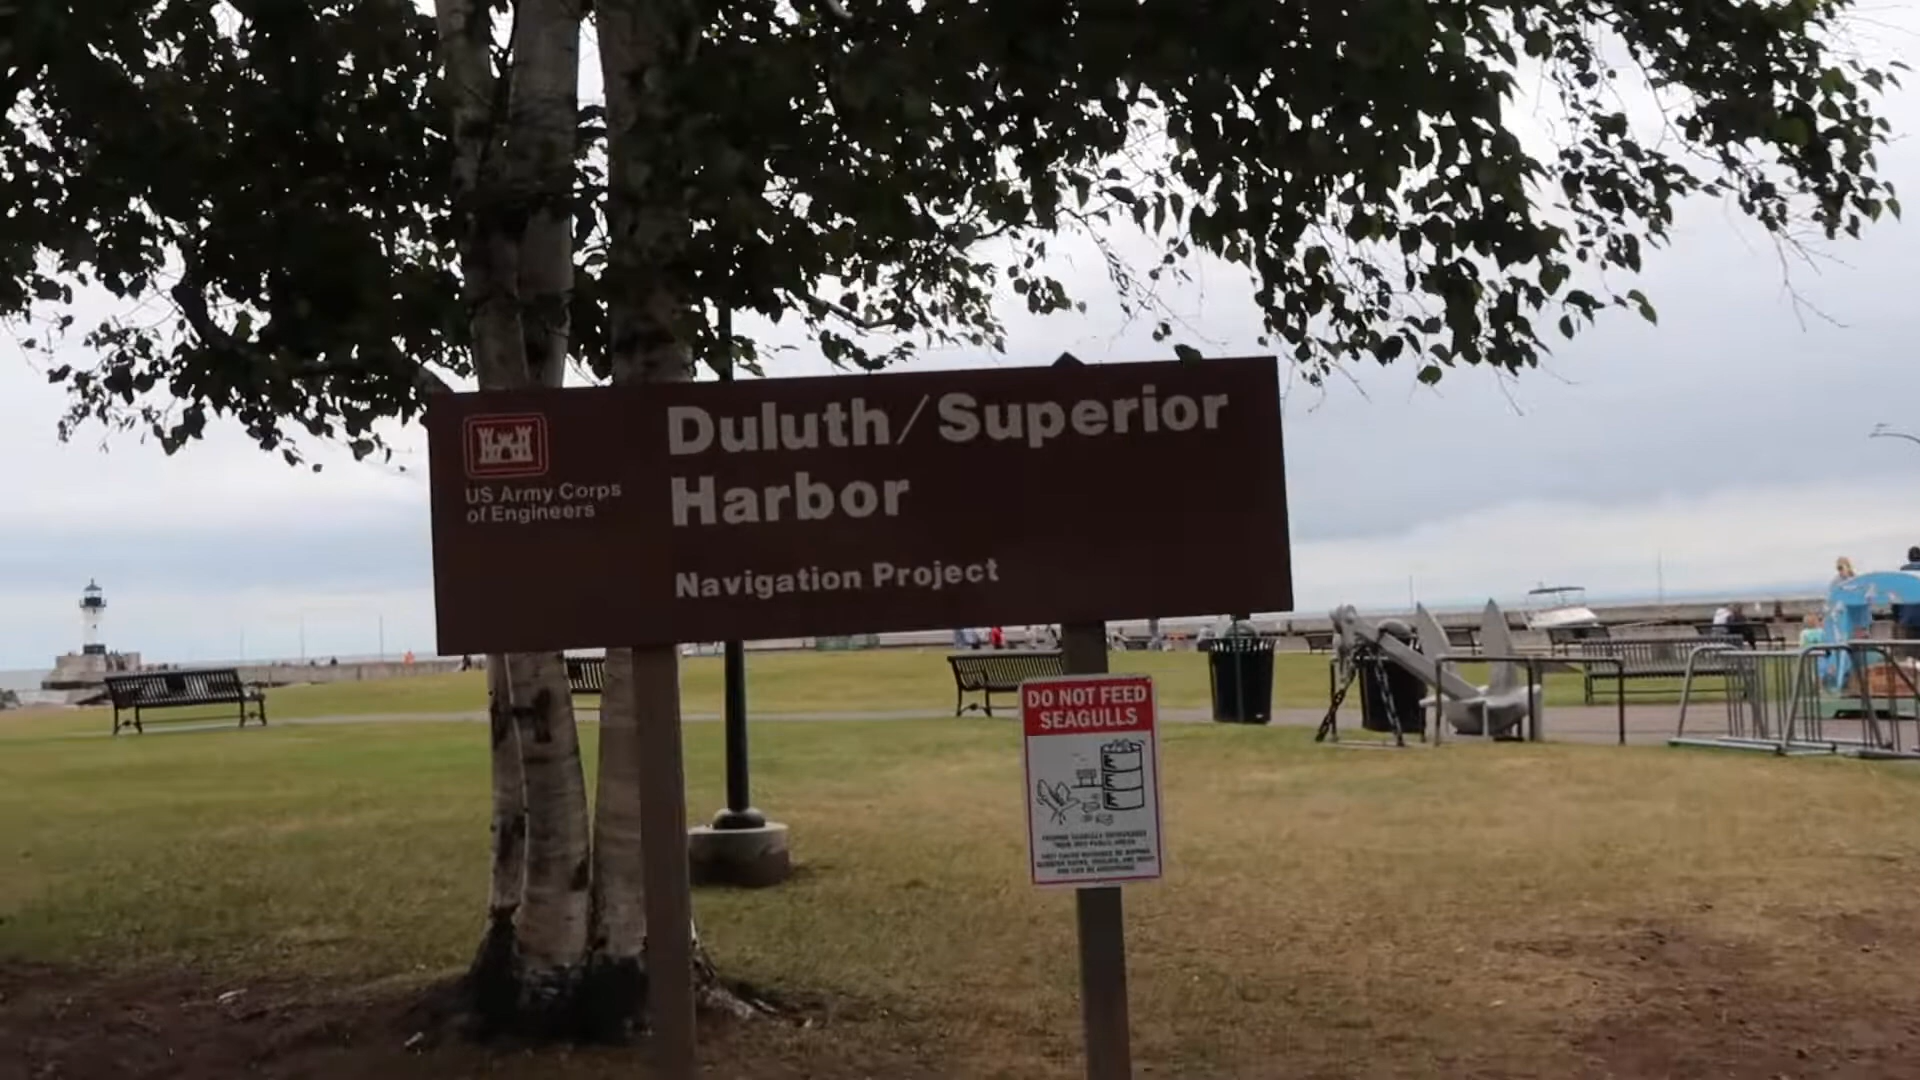 US Army Corps
of Engineers
Duluth/Superior
Harbor
Navigation Project
DO NOT FEED
SEAGULLS